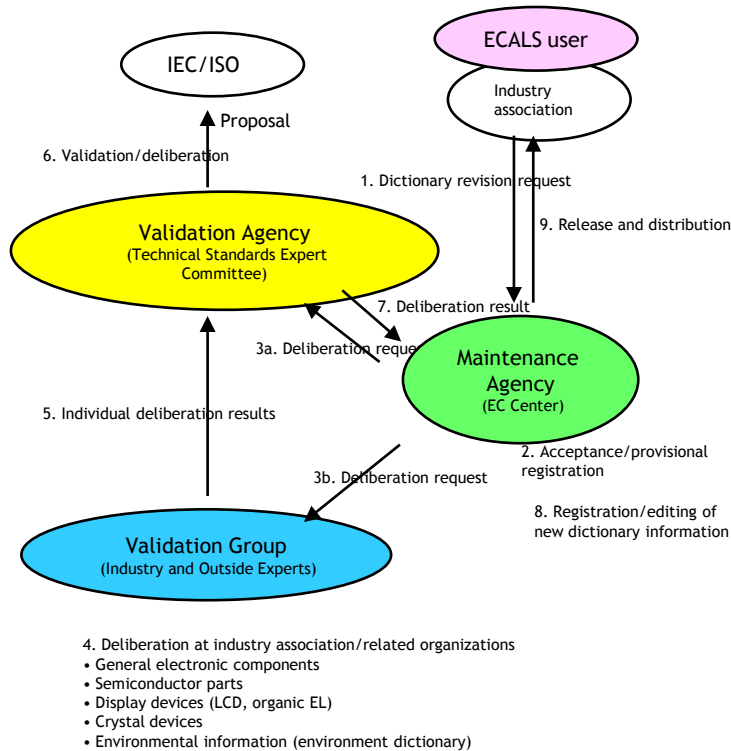 ECALS user
IEC/ISO
Industry
association
Proposal
6. Validation/deliberation
1. Dictionary revision request
9. Release and distribution
Validation Agency
(Technical Standards Expert
Committee)
7. Deliberation result
3a. Deliberation reque
Maintenance
Agency
(EC Center)
5. Individual deliberation results
2. Acceptance/provisional
registration
3b. Deliberation request
8. Registration/editing of
new dictionary information
Validation Group
(Industry and Outside Experts)
4. Deliberation at industry association/related organizations
• General electronic components
• Semiconductor parts
• Display devices (LCD, organic EL)
• Crystal devices
• Environmental information (environment dictionary)